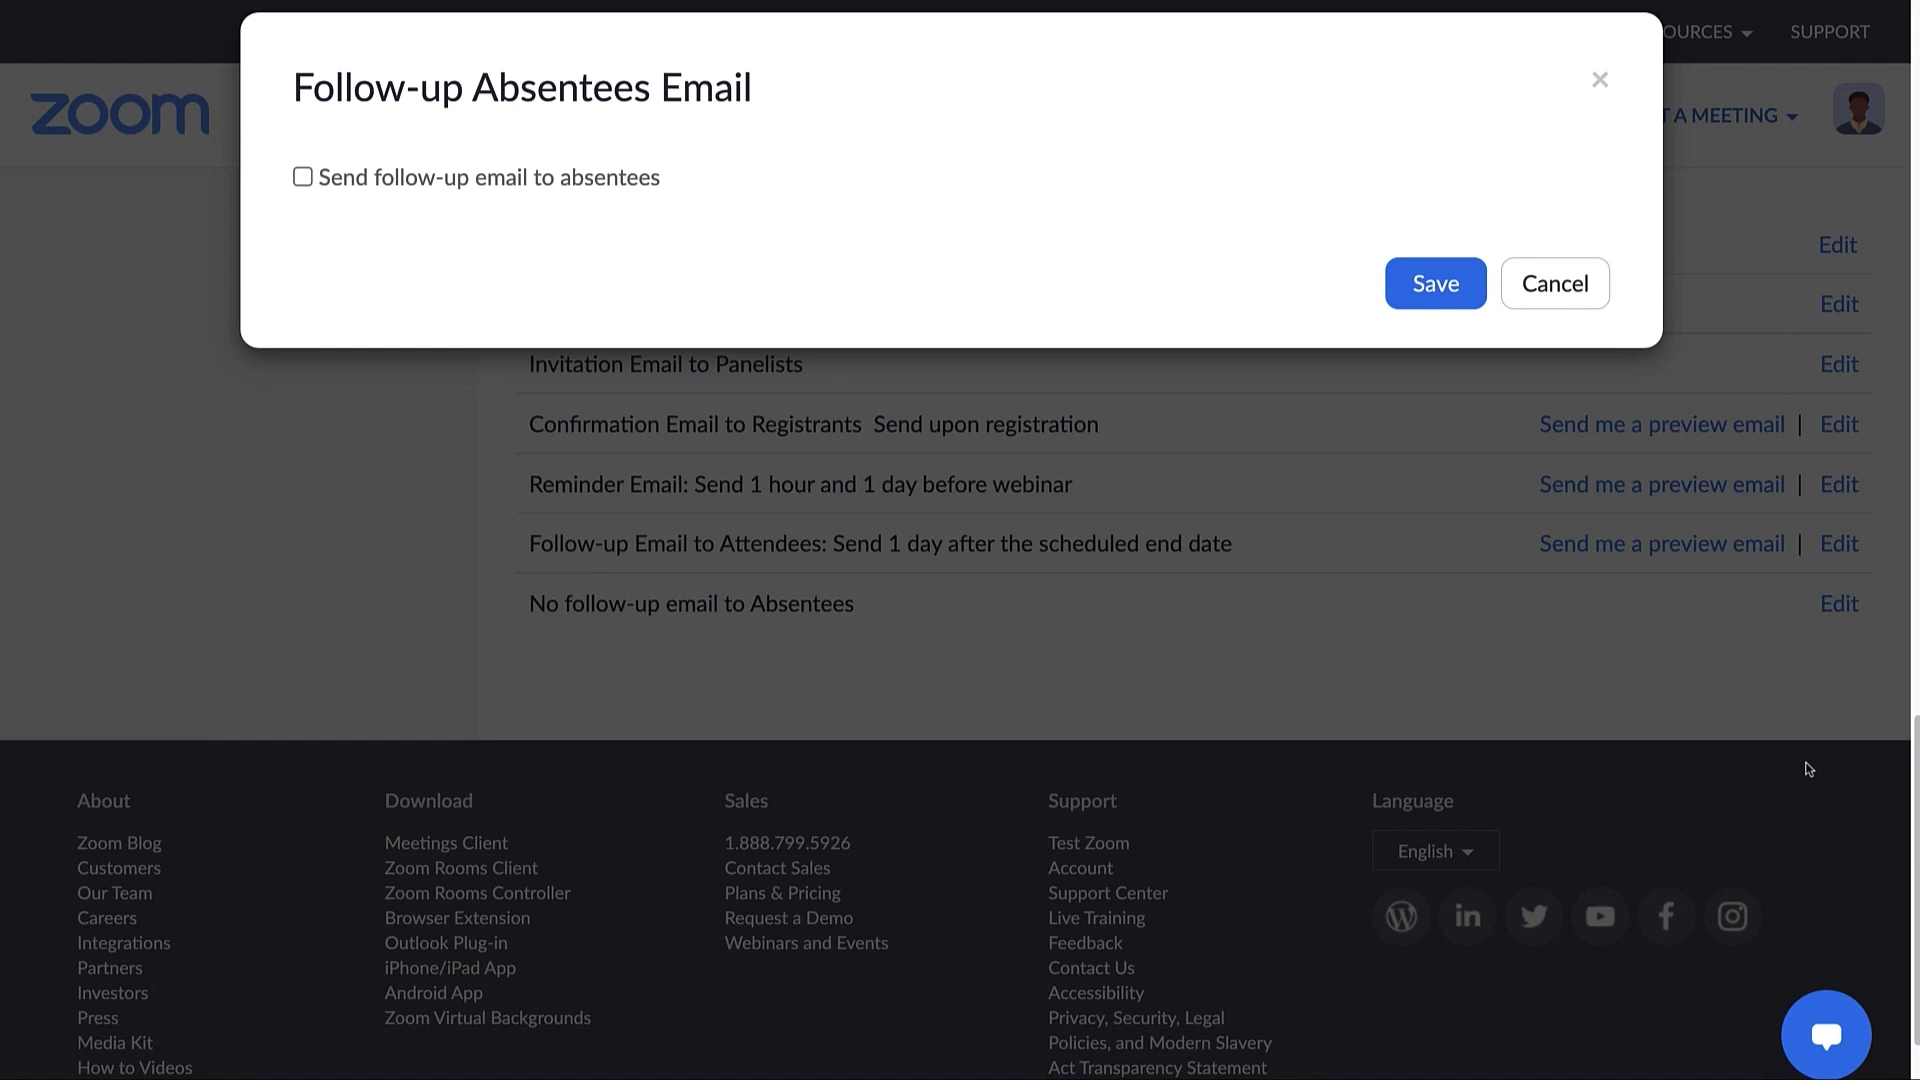 OURCES SUPPORT
zoom
T A MEETING
Follow-up Absentees Email
Send follow-up email to absentees
Save Cancel
Edit
Edit
Invitation Email to Panelists Edit
Confirmation Email to Registrants Send upon registration Send me a preview email | Edit
Reminder Email: Send 1 hour and 1 day before webinar Send me a preview email | Edit
Follow-up Email to Attendees: Send 1 day after the scheduled end date Send me a preview email | Edit
No follow-up email to Absentees Edit
About
Zoom Blog
Customers
Our Team
Careers
Integrations
Partners
Investors
Press
Media Kit
How to Videos
Download
Meetings Client
Zoom Rooms Client
Zoom Rooms Controller
Browser Extension
Outlook Plug-in
iPhone/iPad App
Android App
Zoom Virtual Backgrounds
Sales
1.888.799.5926
Contact Sales
Plans & Pricing
Request a Demo
Webinars and Events
Support
Test Zoom
Account
Support Center
Live Training
Feedback
Contact Us
Accessibility
Privacy, Security, Legal
Policies, and Modern Slavery
Act Transparency Statement
Language
English